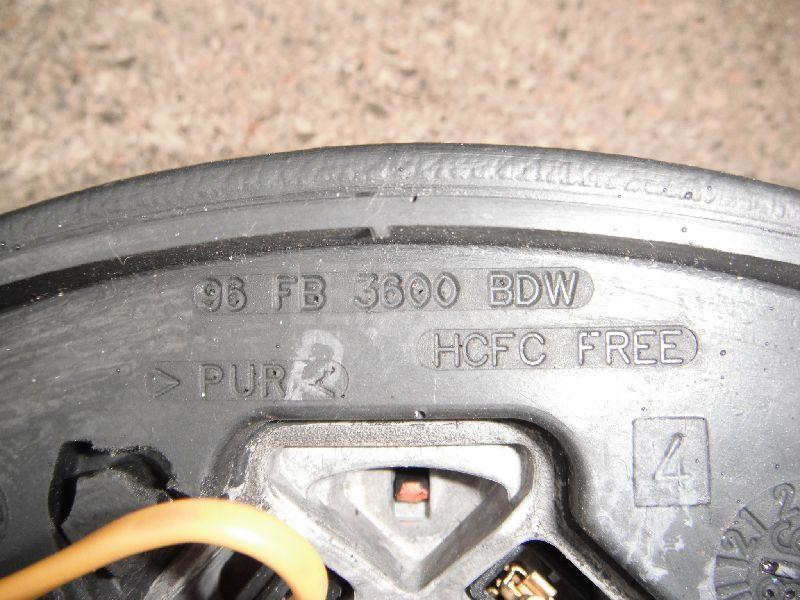 96 FB 3600 BDW
HCFC FREE
> PUR <
4